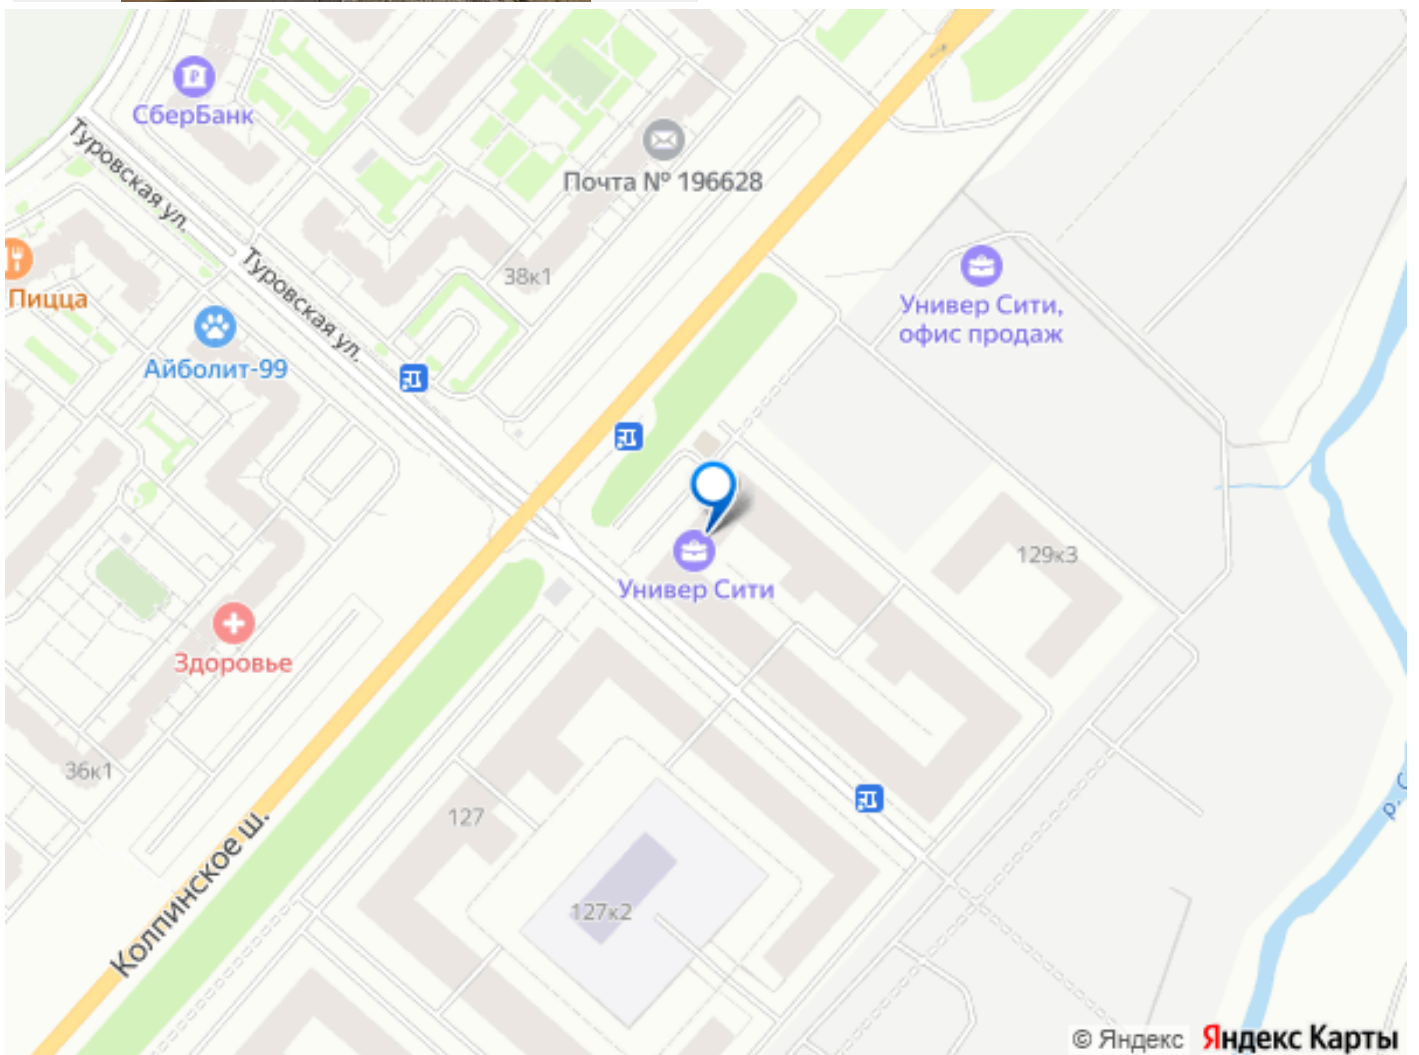 СберБанк
Туровская ул.
Почта № 196628
Туровская ул.
38к1
Пицца
Универ Сити,
офис продаж
Айболит-99
129к3
Универ Сити
Здоровье
36к1
127
127к2
Колпинское ш.
р. С
© Яндекс Яндекс Карты